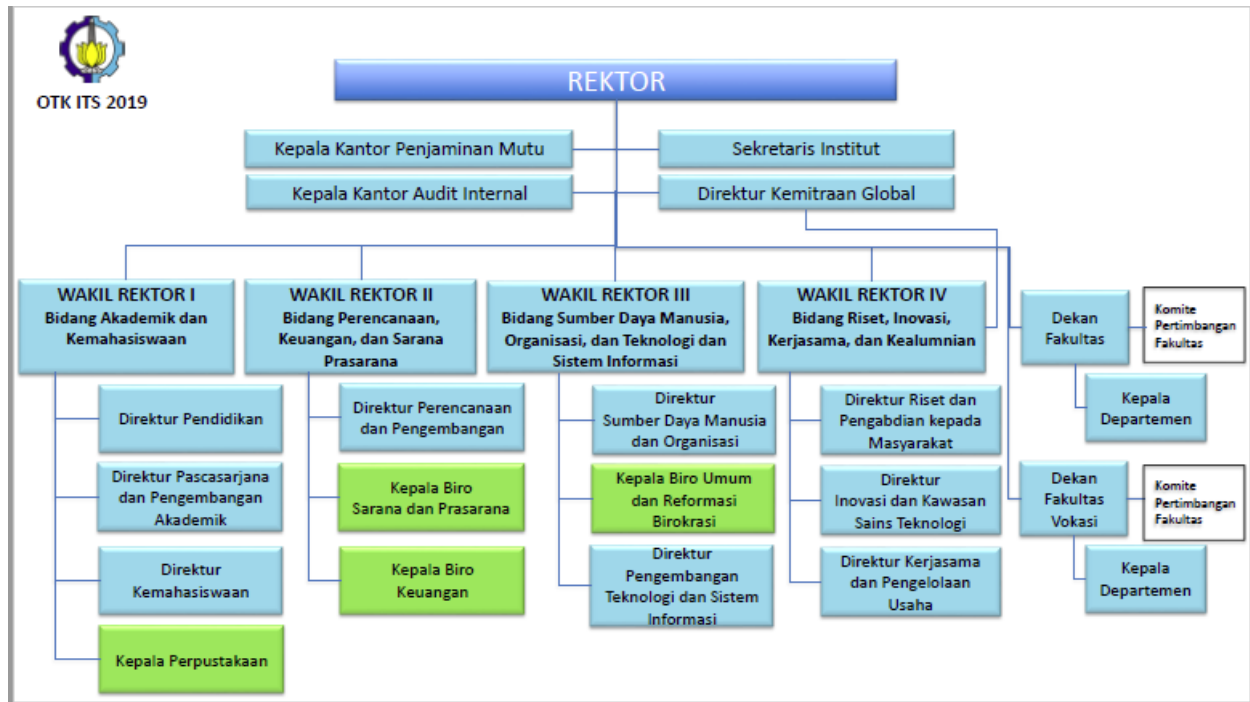 OTK ITS 2019
REKTOR
Kepala Kantor Penjaminan Mutu
Sekretaris Institut
Kepala Kantor Audit Internal
Direktur Kemitraan Global
WAKIL REKTOR I
Bidang Akademik dan
Kemahasiswaan
Direktur Pendidikan
Direktur Pascasarjana
dan Pengembangan
Akademik
Direktur
Kemahasiswaan
Kepala Perpustakaan
WAKIL REKTOR II
Bidang Perencanaan,
Keuangan, dan Sarana
Prasarana
Direktur Perencanaan
dan Pengembangan
Kepala Biro
Sarana dan Prasarana
Kepala Biro
Keuangan
WAKIL REKTOR III
Bidang Sumber Daya Manusia,
Organisasi, dan Teknologi dan
Sistem Informasi
Direktur
Sumber Daya Manusia
dan Organisasi
Kepala Biro Umum
dan Reformasi
Birokrasi
Direktur
Pengembangan
Teknologi dan Sistem
Informasi
WAKIL REKTOR IV
Bidang Riset, Inovasi,
Kerjasama, dan Kealumnian
Direktur Riset dan
Pengabdian kepada
Masyarakat
Direktur
Inovasi dan Kawasan
Sains Teknologi
Direktur Kerjasama
dan Pengelolaan
Usaha
Dekan
Fakultas
Komite
Pertimbangan
Fakultas
Kepala
Departemen
Dekan
Fakultas
Vokasi
Komite
Pertimbangan
Fakultas
Kepala
Departemen